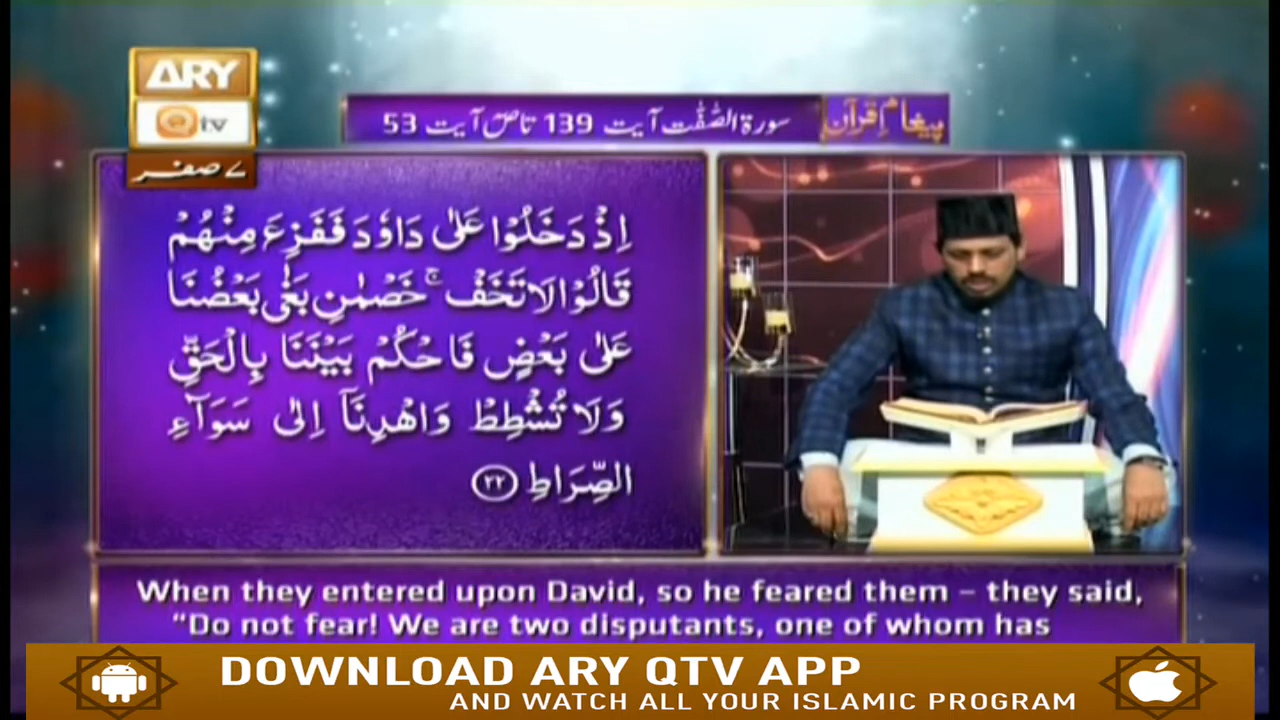 ARY
Qtv
۷ صفر
پیغامِ قرآن
سورۃ الصّٰفّٰت آیت 139 تا صٓ آیت 53
اِذْ دَخَلُوْا عَلٰی دَاوٗدَ فَفَزِعَ مِنْهُمْ
قَالُوْا لَا تَخَفْ ۚ خَصْمٰنِ بَغٰی بَعْضُنَا
عَلٰی بَعْضٍ فَاحْكُمْ بَیْنَنَا بِالْحَقِّ
وَلَا تُشْطِطْ وَاهْدِنَاۤ اِلٰی سَوَآءِ
الصِّرَاطِ ﴿۲۲﴾
When they entered upon David, so he feared them – they said,
“Do not fear! We are two disputants, one of whom has
DOWNLOAD ARY QTV APP
AND WATCH ALL YOUR ISLAMIC PROGRAM